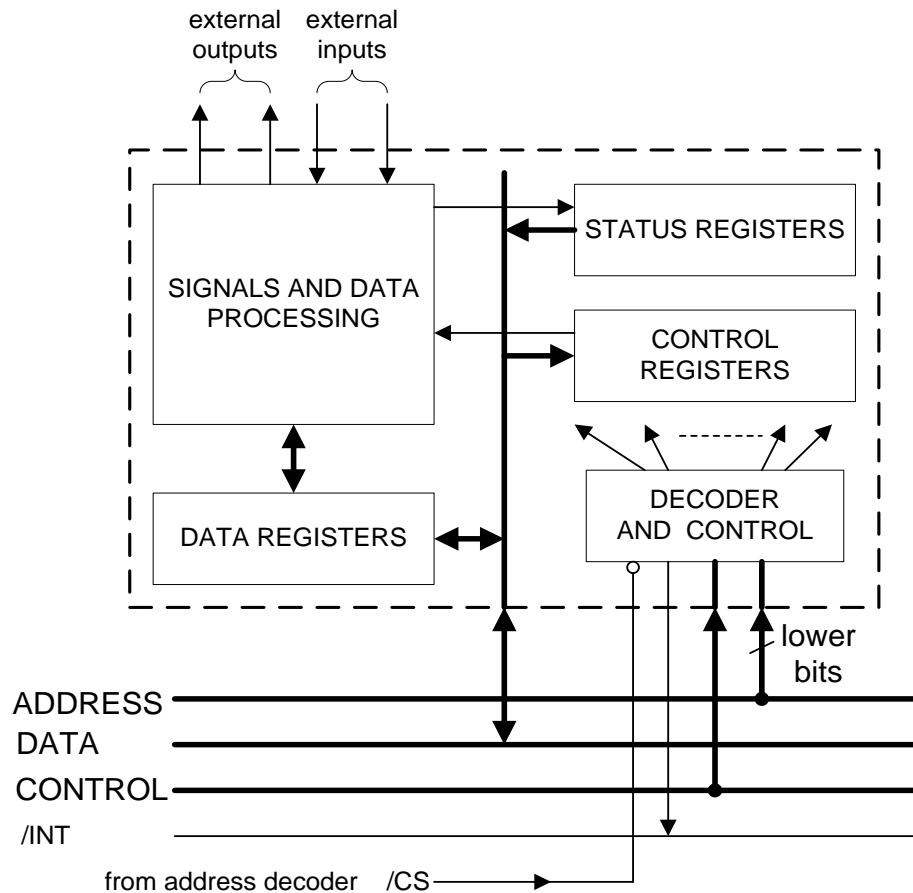 external
outputs
external
inputs
STATUS REGISTERS
SIGNALS AND DATA
PROCESSING
CONTROL
REGISTERS
DATA REGISTERS
DECODER
AND CONTROL
lower
bits
ADDRESS
DATA
CONTROL
/INT
from address decoder /CS